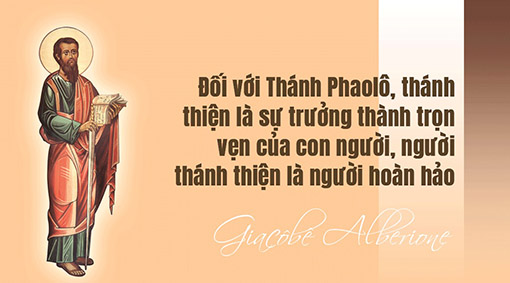 Đối với Thánh Phaolô, thánh
thiện là sự trưởng thành trọn
vẹn của con người, người
thánh thiện là người hoàn hảo
Giacôbê Alberione